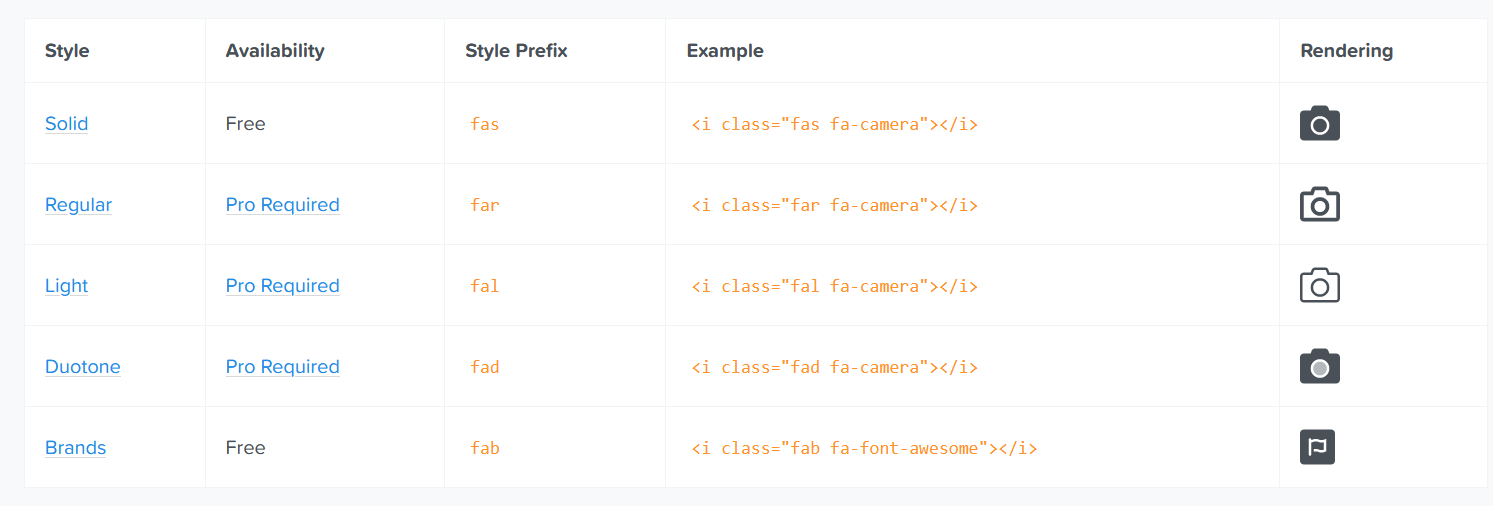 Style Availability Style Prefix Example Rendering
Solid Free fas <i class="fas fa-camera"></i>
Regular Pro Required far <i class="far fa-camera"></i>
Light Pro Required fal <i class="fal fa-camera"></i>
Duotone Pro Required fad <i class="fad fa-camera"></i>
Brands Free fab <i class="fab fa-font-awesome"></i>